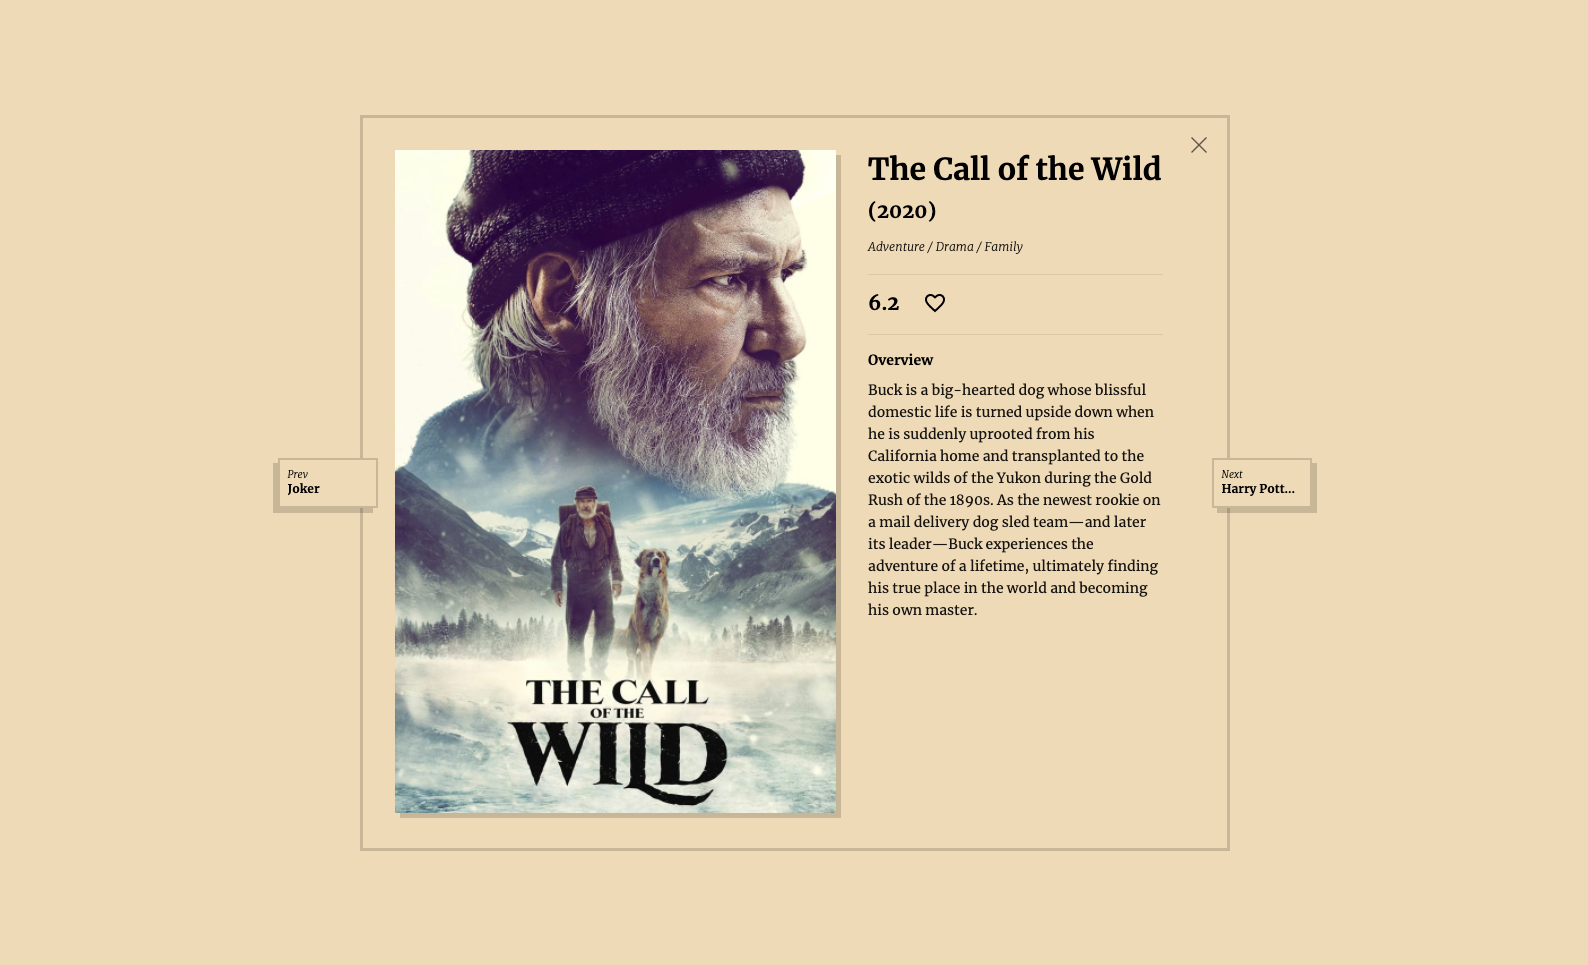 The Call of the Wild
(2020)
Adventure / Drama / Family
6.2
Overview
Buck is a big-hearted dog whose blissful
domestic life is turned upside down when
he is suddenly uprooted from his
California home and transplanted to the
exotic wilds of the Yukon during the Gold
Rush of the 1890s. As the newest rookie on
a mail delivery dog sled team—and later
its leader—Buck experiences the
adventure of a lifetime, ultimately finding
his true place in the world and becoming
his own master.
Prev
Joker
Next
Harry Pott...
THE CALL
OF THE
WILD